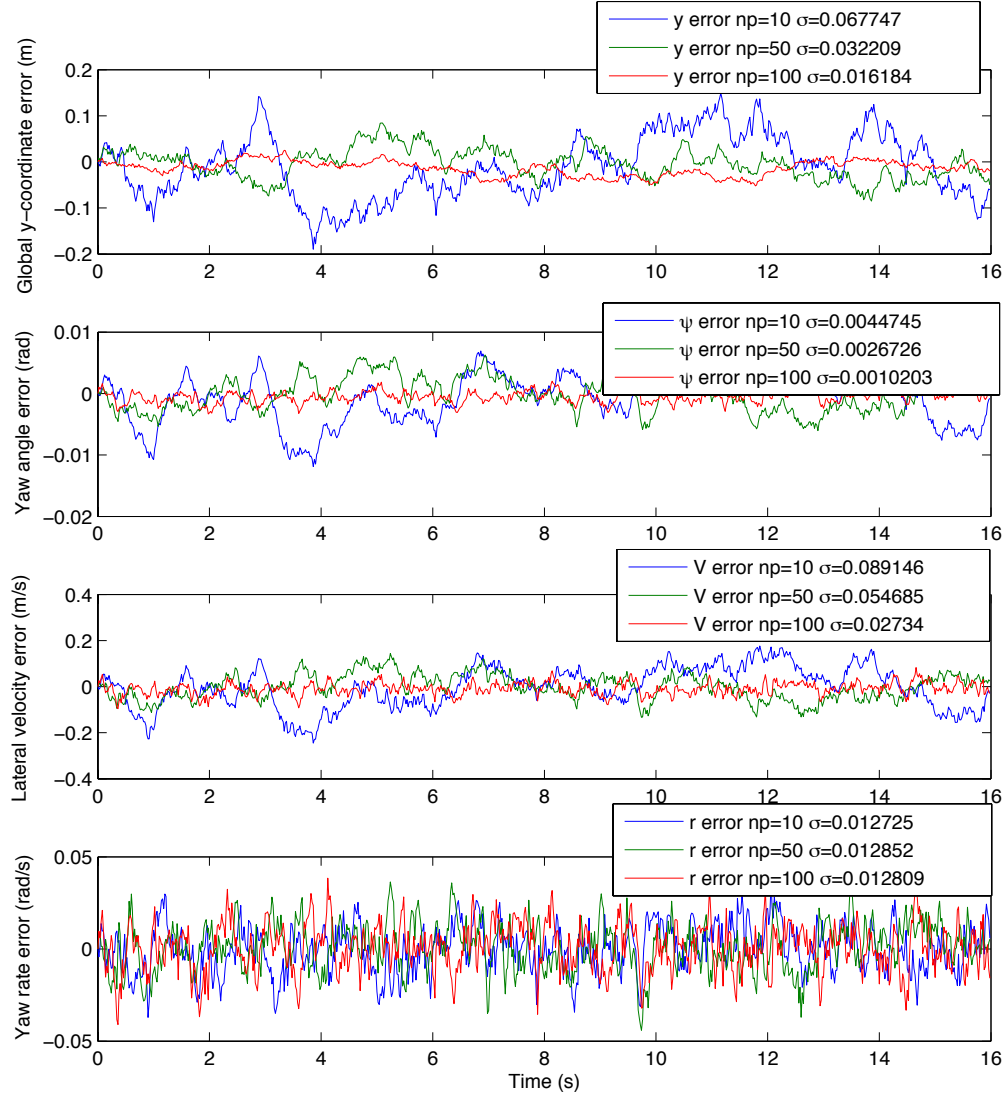 y error np=10 σ=0.067747
y error np=50 σ=0.032209
y error np=100 σ=0.016184
Global y−coordinate error (m)
0.2
0.1
0
−0.1
−0.2
0 2 4 6 8 10 12 14 16
ψ error np=10 σ=0.0044745
ψ error np=50 σ=0.0026726
ψ error np=100 σ=0.0010203
Yaw angle error (rad)
0.01
0
−0.01
−0.02
0 2 4 6 8 10 12 14 16
V error np=10 σ=0.089146
V error np=50 σ=0.054685
V error np=100 σ=0.02734
Lateral velocity error (m/s)
0.4
0.2
0
−0.2
−0.4
0 2 4 6 8 10 12 14 16
r error np=10 σ=0.012725
r error np=50 σ=0.012852
r error np=100 σ=0.012809
Yaw rate error (rad/s)
0.05
0
−0.05
0 2 4 6 8 10 12 14 16
Time (s)